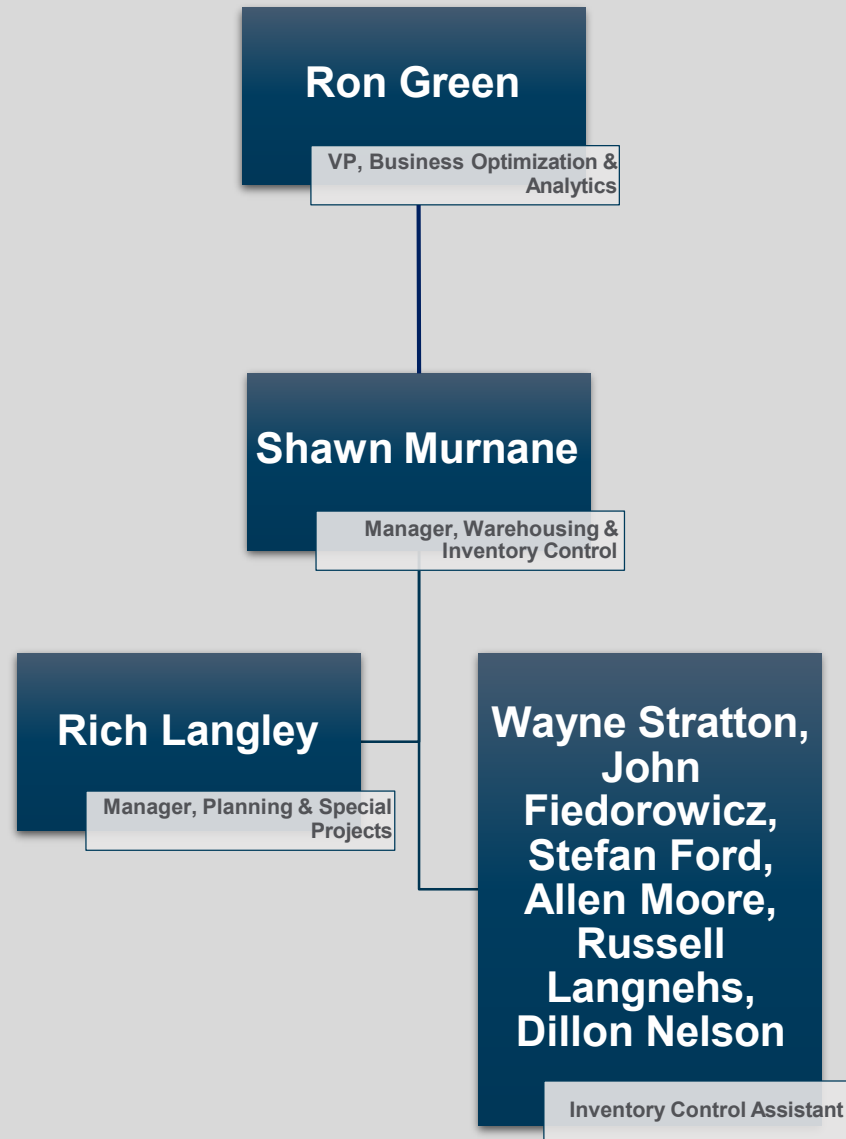 Ron Green
VP, Business Optimization &
Analytics
Shawn Murnane
Manager, Warehousing &
Inventory Control
Rich Langley
Manager, Planning & Special
Projects
Wayne Stratton,
John
Fiedorowicz,
Stefan Ford,
Allen Moore,
Russell
Langnehs,
Dillon Nelson
Inventory Control Assistant